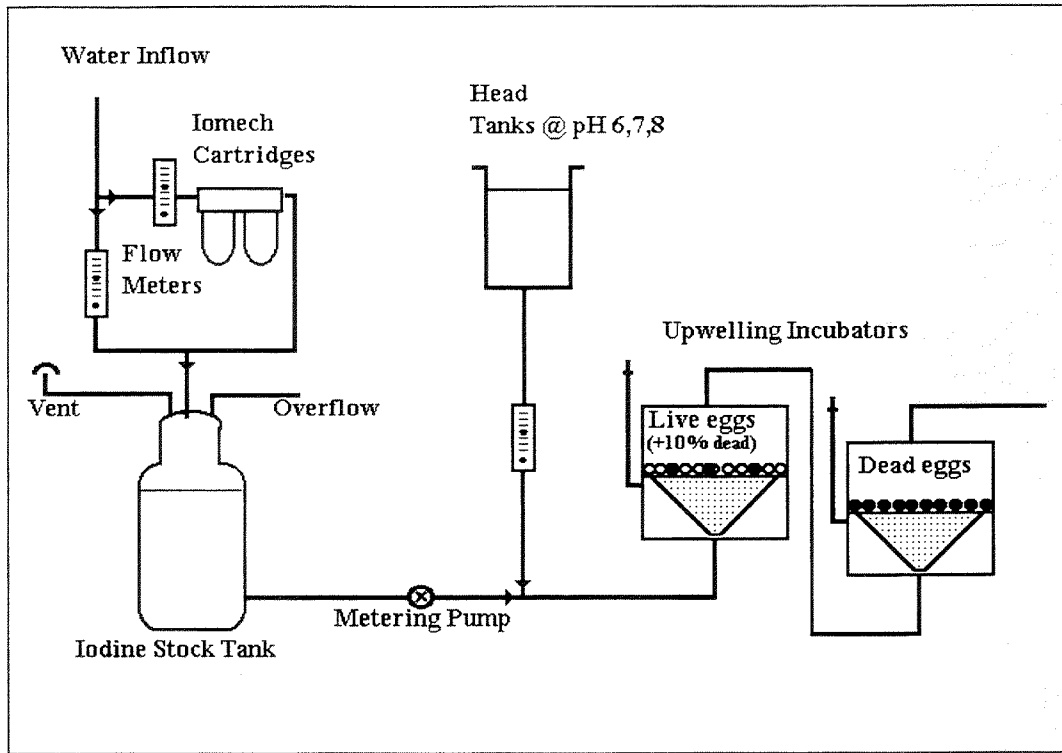 Water Inflow
Iomech
Cartridges
Head
Tanks @ pH 6,7,8
Flow
Meters
Upwelling Incubators
Vent
Overflow
Live eggs
(+10% dead)
Dead eggs
Metering Pump
Iodine Stock Tank